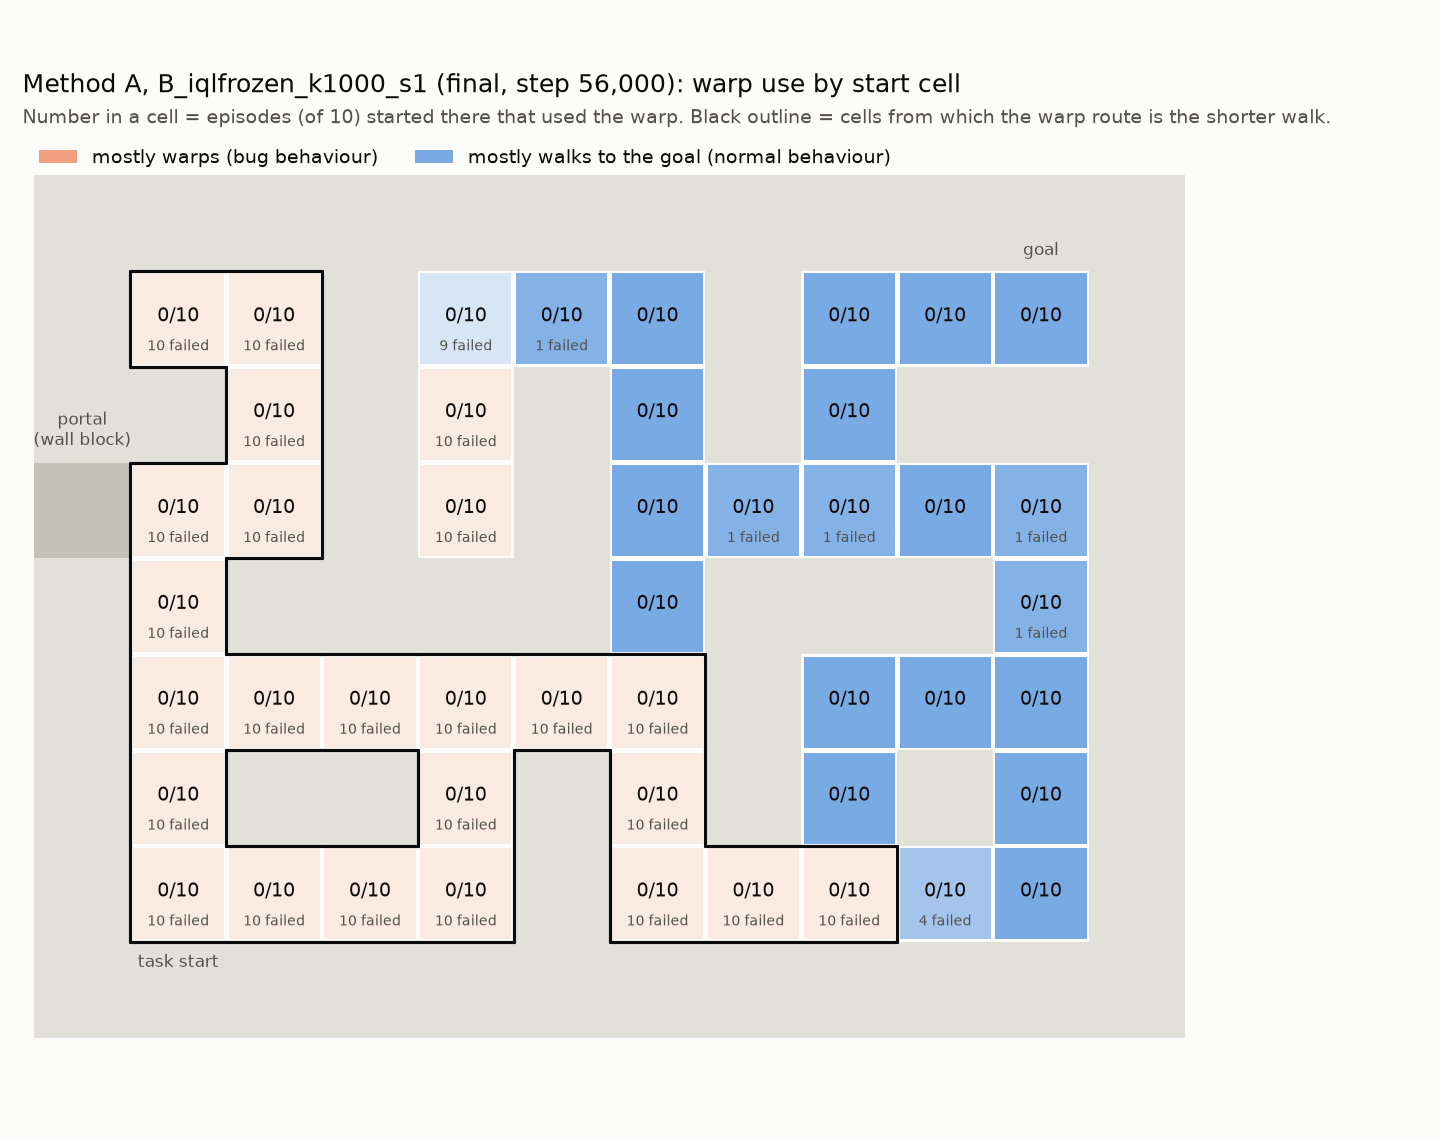 Method A, B_iqlfrozen_k1000_s1 (final, step 56,000): warp use by start cell
Number in a cell = episodes (of 10) started there that used the warp. Black outline = cells from which the warp route is the shorter walk.
mostly warps (bug behaviour) mostly walks to the goal (normal behaviour)
goal
0/10 0/10 0/10 0/10 0/10 0/10 0/10 0/10
10 failed 10 failed 9 failed 1 failed
0/10 0/10 0/10 0/10
portal
(wall block)
10 failed 10 failed
0/10 0/10 0/10 0/10 0/10 0/10 0/10 0/10
10 failed 10 failed 10 failed 1 failed 1 failed 1 failed
0/10 0/10 0/10
10 failed 1 failed
0/10 0/10 0/10 0/10 0/10 0/10 0/10 0/10 0/10
10 failed 10 failed 10 failed 10 failed 10 failed 10 failed
0/10 0/10 0/10 0/10 0/10
10 failed 10 failed 10 failed
0/10 0/10 0/10 0/10 0/10 0/10 0/10 0/10 0/10
10 failed 10 failed 10 failed 10 failed 10 failed 10 failed 10 failed 4 failed
task start